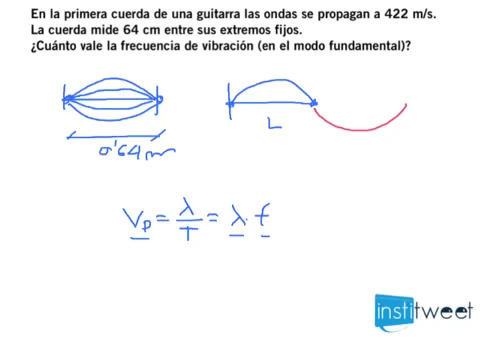 En la primera cuerda de una guitarra las ondas se propagan a 422 m/s.
La cuerda mide 64 cm entre sus extremos fijos.
¿Cuánto vale la frecuencia de vibración (en el modo fundamental)?
L
0'64 m
Vp = λ/T = λ · f
institweet